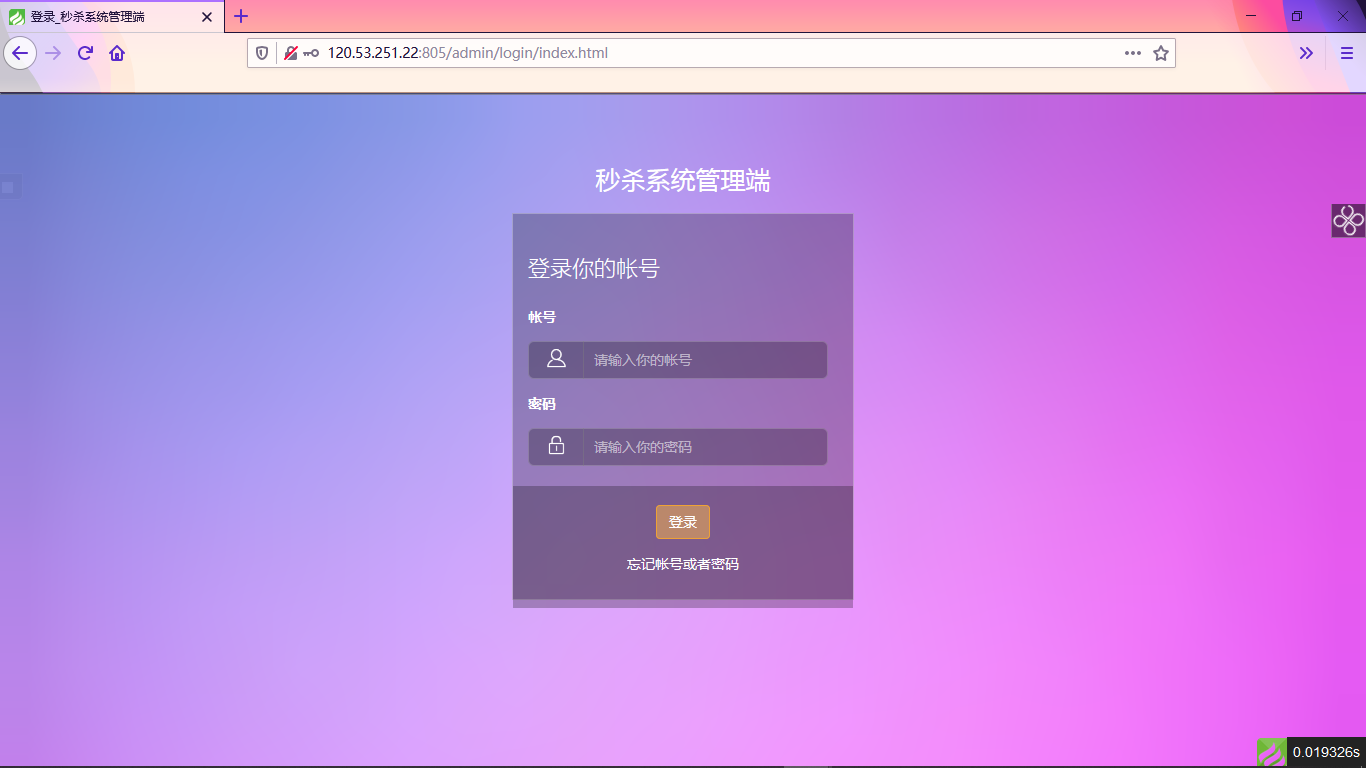 登录_秒杀系统管理端
120.53.251.22:805/admin/login/index.html
秒杀系统管理端
登录你的帐号
帐号
请输入你的帐号
密码
请输入你的密码
登录
忘记帐号或者密码
0.019326s